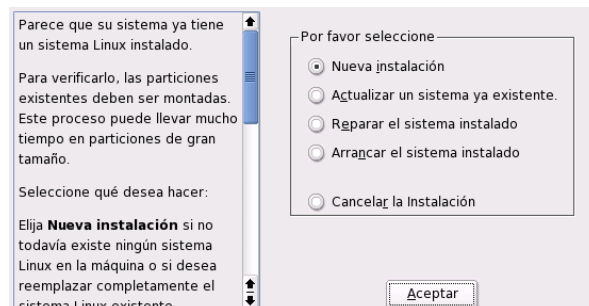 Parece que su sistema ya tiene
un sistema Linux instalado.
Para verificarlo, las particiones
existentes deben ser montadas.
Este proceso puede llevar mucho
tiempo en particiones de gran
tamaño.
Seleccione qué desea hacer:
Elija Nueva instalación si no
todavía existe ningún sistema
Linux en la máquina o si desea
reemplazar completamente el
sistema Linux existente
Por favor seleccione
Nueva instalación
Actualizar un sistema ya existente.
Reparar el sistema instalado
Arrancar el sistema instalado
Cancelar la Instalación
Aceptar